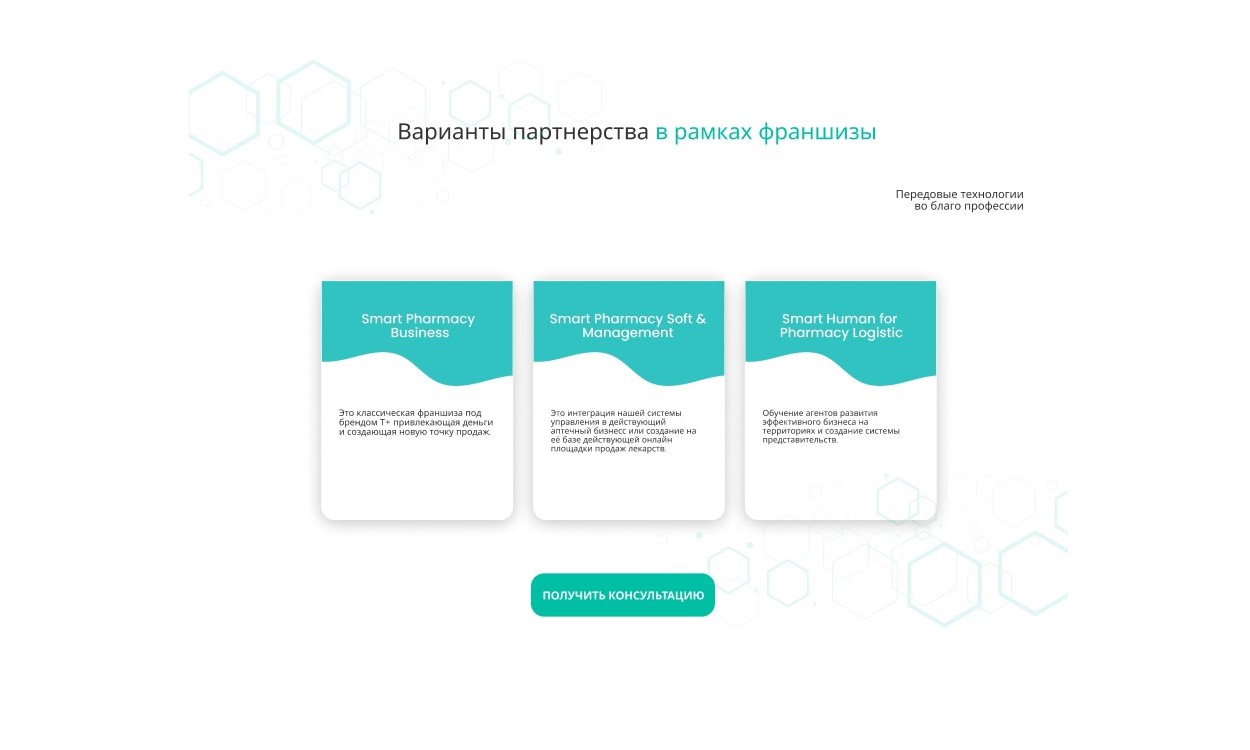 Варианты партнерства в рамках франшизы
Передовые технологии
во благо профессии
Smart Pharmacy
Business
Это классическая франшиза под
брендом Т+ привлекающая деньги
и создающая новую точку продаж.
Smart Pharmacy Soft &
Management
Это интеграция нашей системы
управления в действующий
аптечный бизнесс или создание на
её базе действующей онлайн
площадки продаж лекарств.
Smart Human for
Pharmacy Logistic
Обучение агентов развития
эффективного бизнеса на
территориях и создание системы
представительств.
ПОЛУЧИТЬ КОНСУЛЬТАЦИЮ